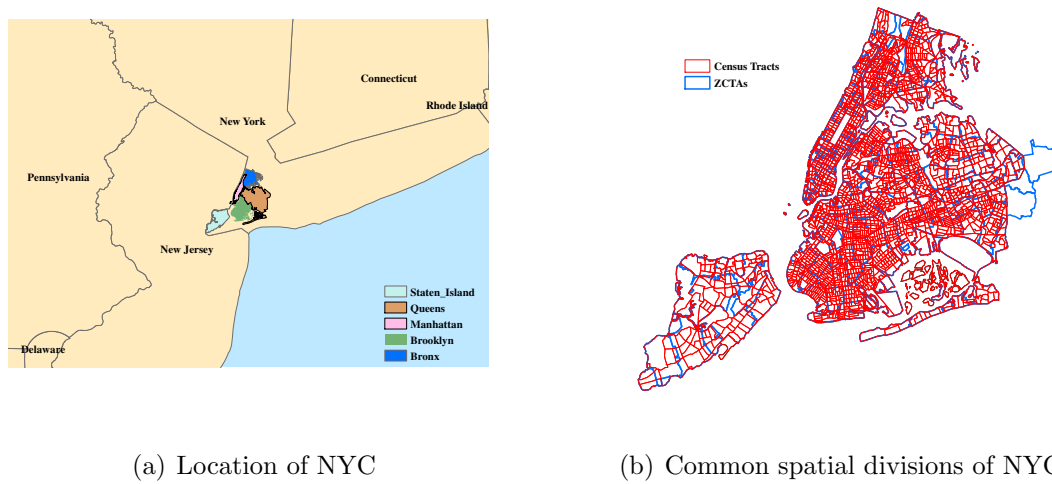 Connecticut
Rhode Island
New York
Pennsylvania
New Jersey
Staten_Island
Queens
Manhattan
Brooklyn
Bronx
Delaware
(a) Location of NYC
Census Tracts
ZCTAs
(b) Common spatial divisions of NYC